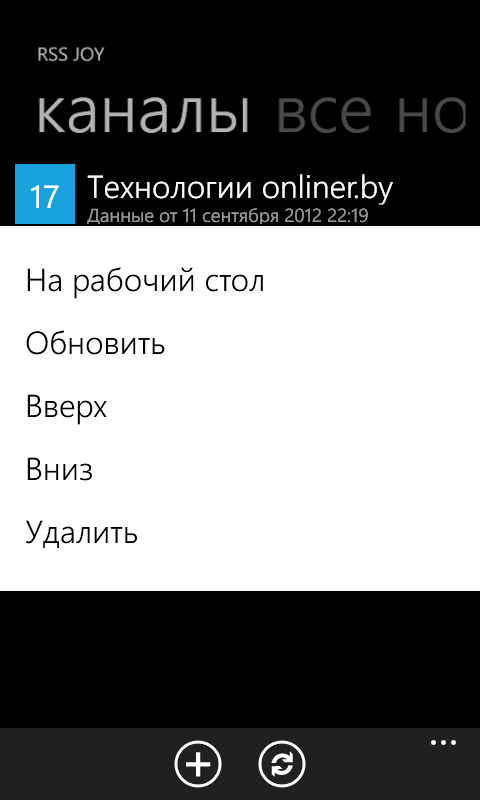 RSS JOY
каналы все но
17 Технологии onliner.by
Данные от 11 сентября 2012 22:19
На рабочий стол
Обновить
Вверх
Вниз
Удалить